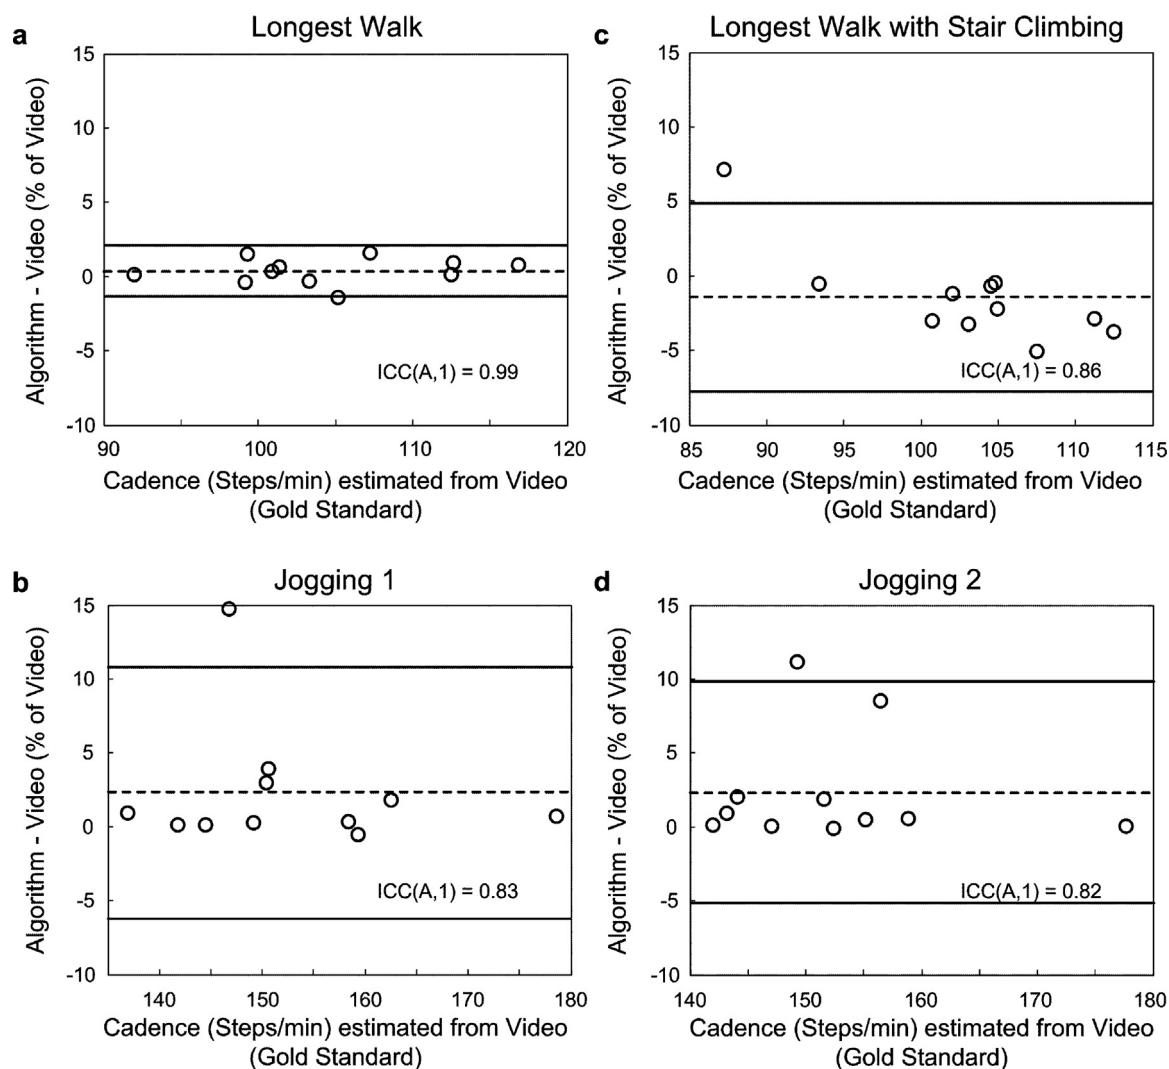 a
Longest Walk
Algorithm - Video (% of Video)
15
10
5
0
-5
-10
ICC(A,1) = 0.99
90
100
110
120
Cadence (Steps/min) estimated from Video
(Gold Standard)
c
Longest Walk with Stair Climbing
Algorithm - Video (% of Video)
15
10
5
0
-5
-10
ICC(A,1) = 0.86
85
90
95
100
105
110
115
Cadence (Steps/min) estimated from Video
(Gold Standard)
b
Jogging 1
Algorithm - Video (% of Video)
15
10
5
0
-5
-10
ICC(A,1) = 0.83
140
150
160
170
180
Cadence (Steps/min) estimated from Video
(Gold Standard)
d
Jogging 2
Algorithm - Video (% of Video)
15
10
5
0
-5
-10
ICC(A,1) = 0.82
140
150
160
170
180
Cadence (Steps/min) estimated from Video
(Gold Standard)